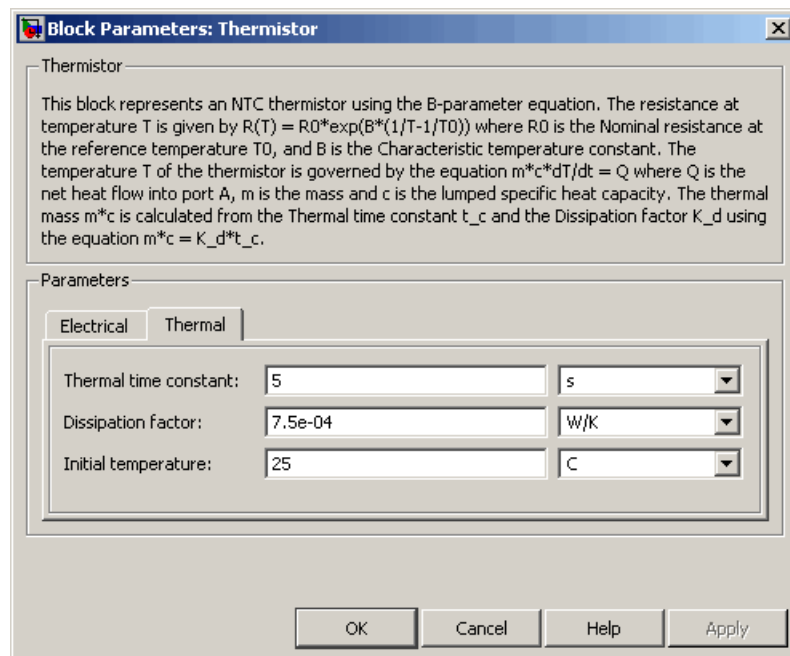 Block Parameters: Thermistor
Thermistor
This block represents an NTC thermistor using the B-parameter equation. The resistance at
temperature T is given by R(T) = R0*exp(B*(1/T-1/T0)) where R0 is the Nominal resistance at
the reference temperature T0, and B is the Characteristic temperature constant. The
temperature T of the thermistor is governed by the equation m*c*dT/dt = Q where Q is the
net heat flow into port A, m is the mass and c is the lumped specific heat capacity. The thermal
mass m*c is calculated from the Thermal time constant t_c and the Dissipation factor K_d using
the equation m*c = K_d*t_c.
Parameters
Electrical Thermal
Thermal time constant: 5 s
Dissipation factor: 7.5e-04 W/K
Initial temperature: 25 C
OK Cancel Help Apply